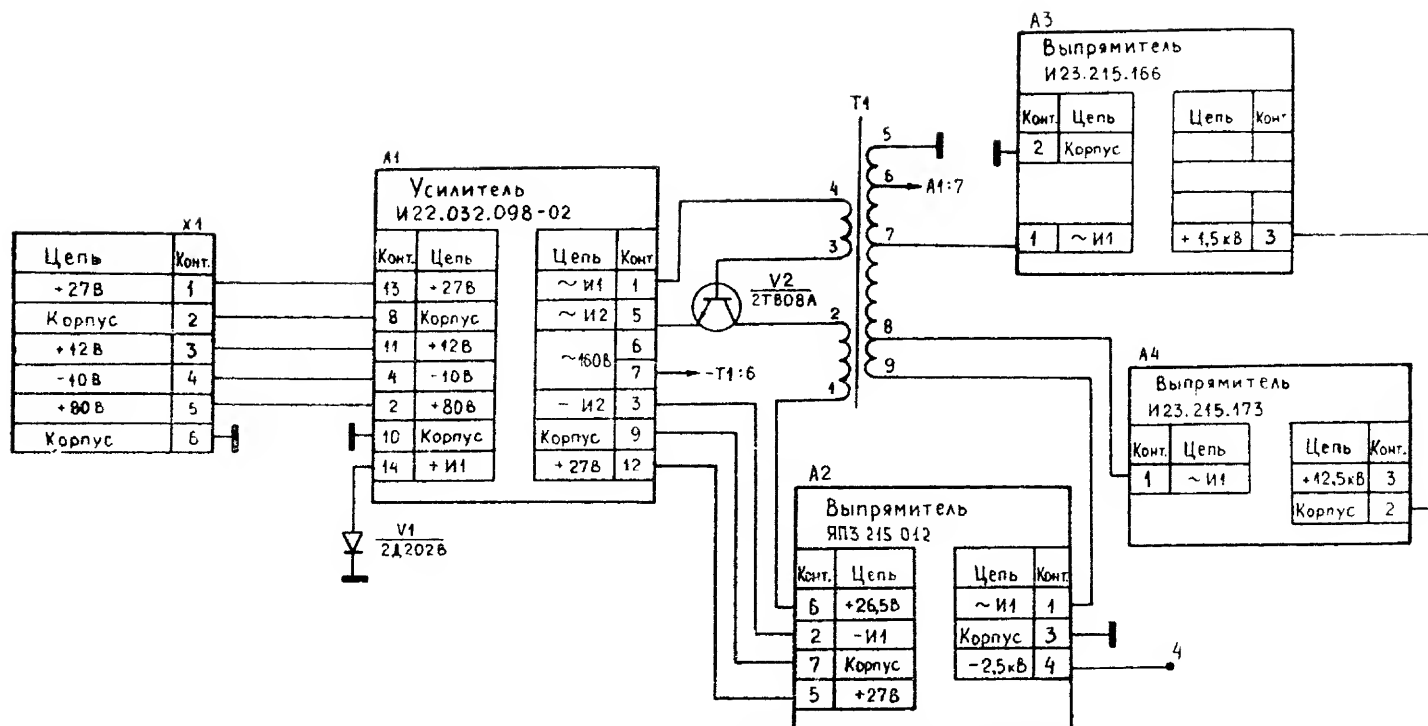 X1
Цепь Конт.
+27В 1
Корпус 2
+12В 3
-10В 4
+80В 5
Корпус 6
A1
Усилитель
И22.032.098-02
Конт. Цепь
13 +27В
8 Корпус
11 +12В
4 -10В
2 +80В
10 Корпус
14 + И1
Цепь Конт
~ И1 1
~ И2 5
~160В 6
7
- И2 3
Корпус 9
+27В 12
V1
2Д202В
V2
2Т808А
-Т1:6
T1
4
3
2
1
5
6
7
8
9
А1:7
A3
Выпрямитель
И23.215.166
Конт. Цепь
2 Корпус
1 ~ И1
Цепь Конт
+ 1,5кВ 3
A4
Выпрямитель
И23.215.173
Конт. Цепь
1 ~ И1
Цепь Конт.
+12,5кВ 3
Корпус 2
A2
Выпрямитель
ЯП3 215 012
Конт. Цепь
6 +26,5В
2 -И1
7 Корпус
5 +27В
Цепь Конт.
~ И1 1
Корпус 3
-2,5кВ 4
4